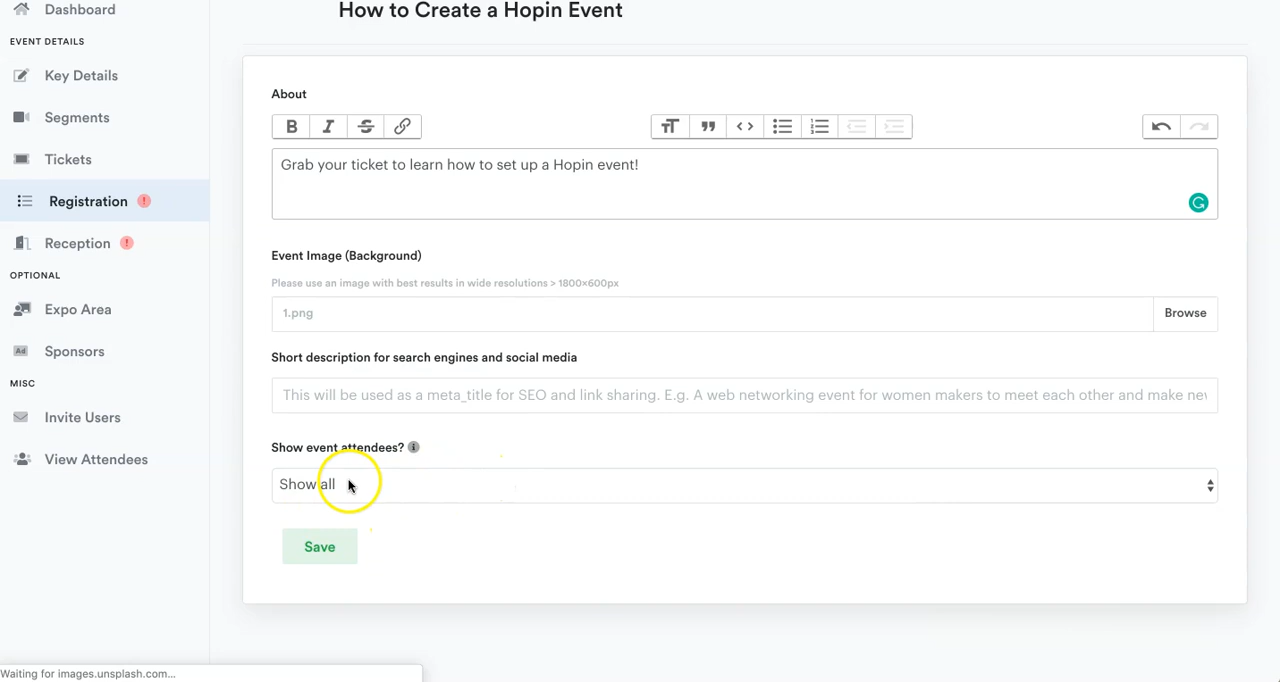 Dashboard
How to Create a Hopin Event
EVENT DETAILS
Key Details
Segments
Tickets
Registration !
Reception !
OPTIONAL
Expo Area
Ad Sponsors
MISC
Invite Users
View Attendees
About
B I S
Grab your ticket to learn how to set up a Hopin event!
Event Image (Background)
Please use an image with best results in wide resolutions > 1800x600px
1.png Browse
Short description for search engines and social media
This will be used as a meta_title for SEO and link sharing. E.g. A web networking event for women makers to meet each other and make nev
Show event attendees? i
Show all
Save
Waiting for images.unsplash.com...